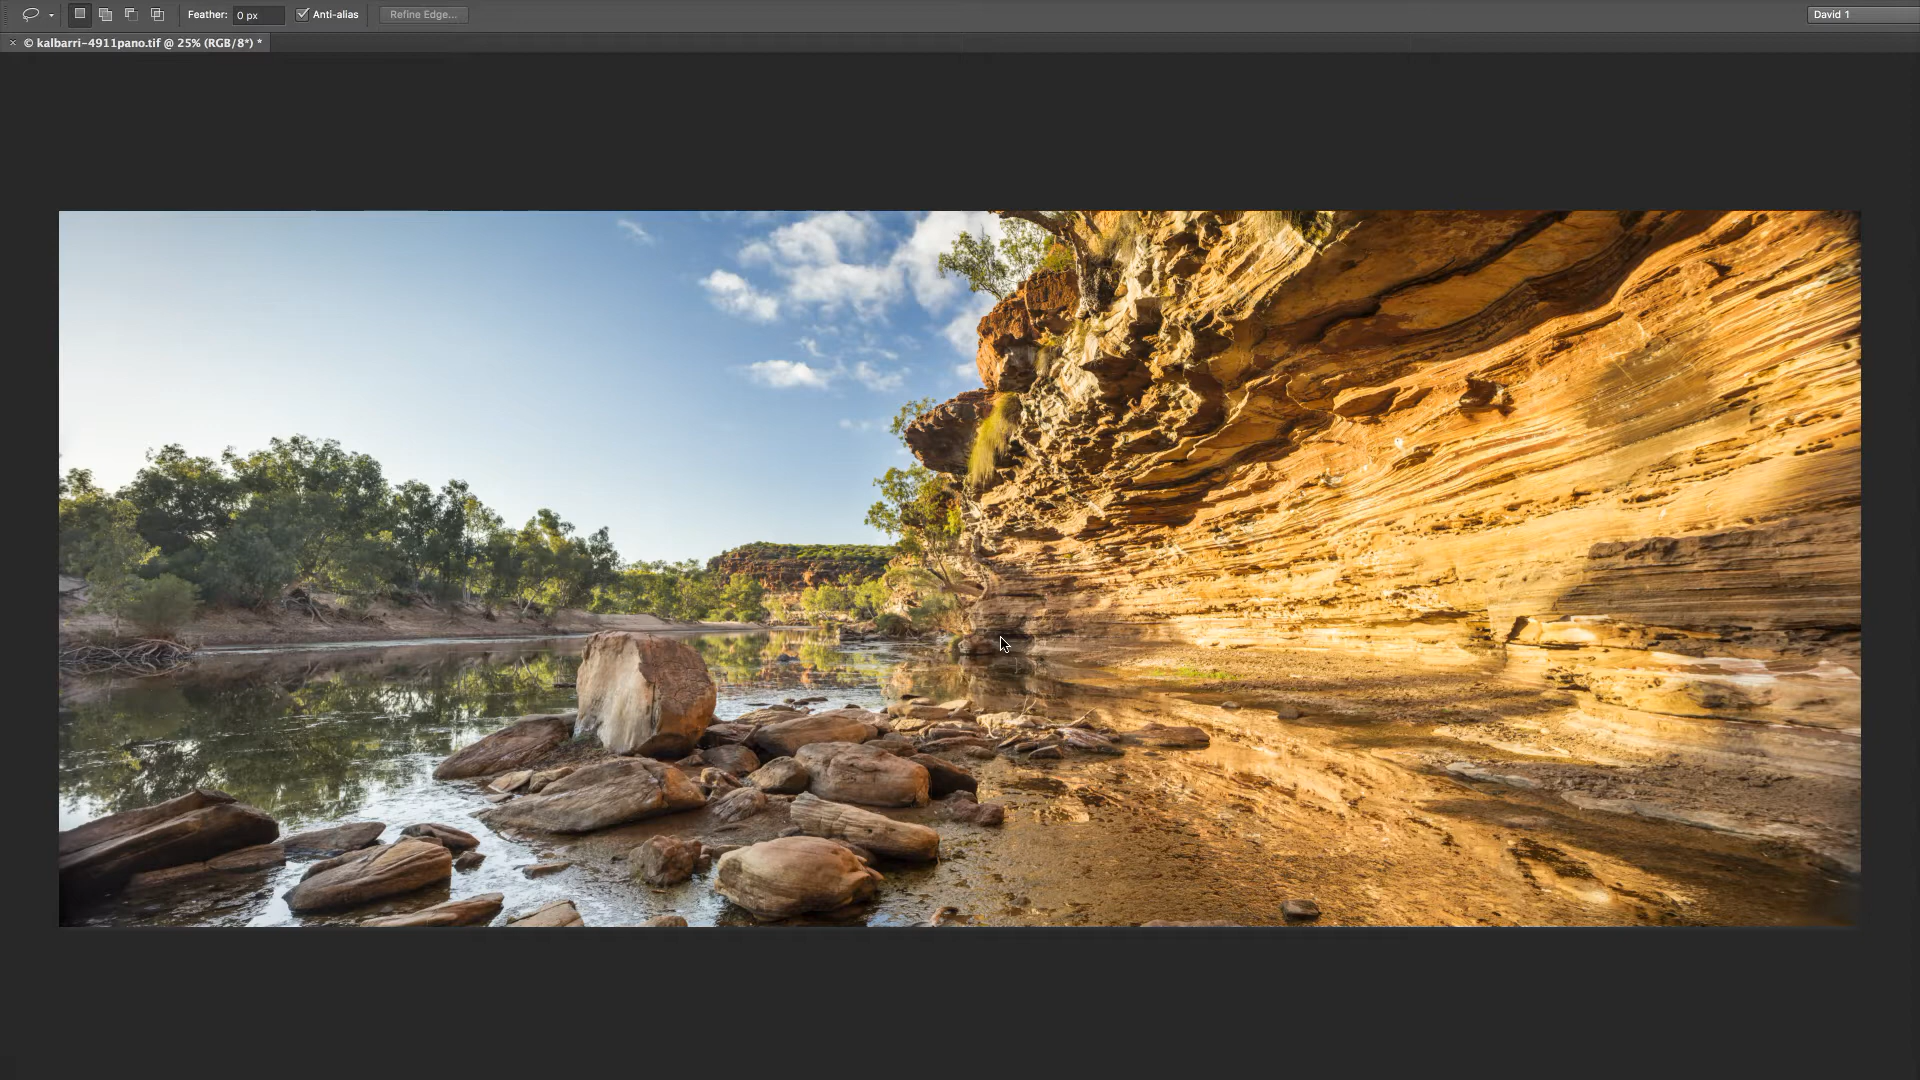 Feather: 0 px Anti-alias Refine Edge... David 1
× © kalbarri-4911pano.tif @ 25% (RGB/8*) *